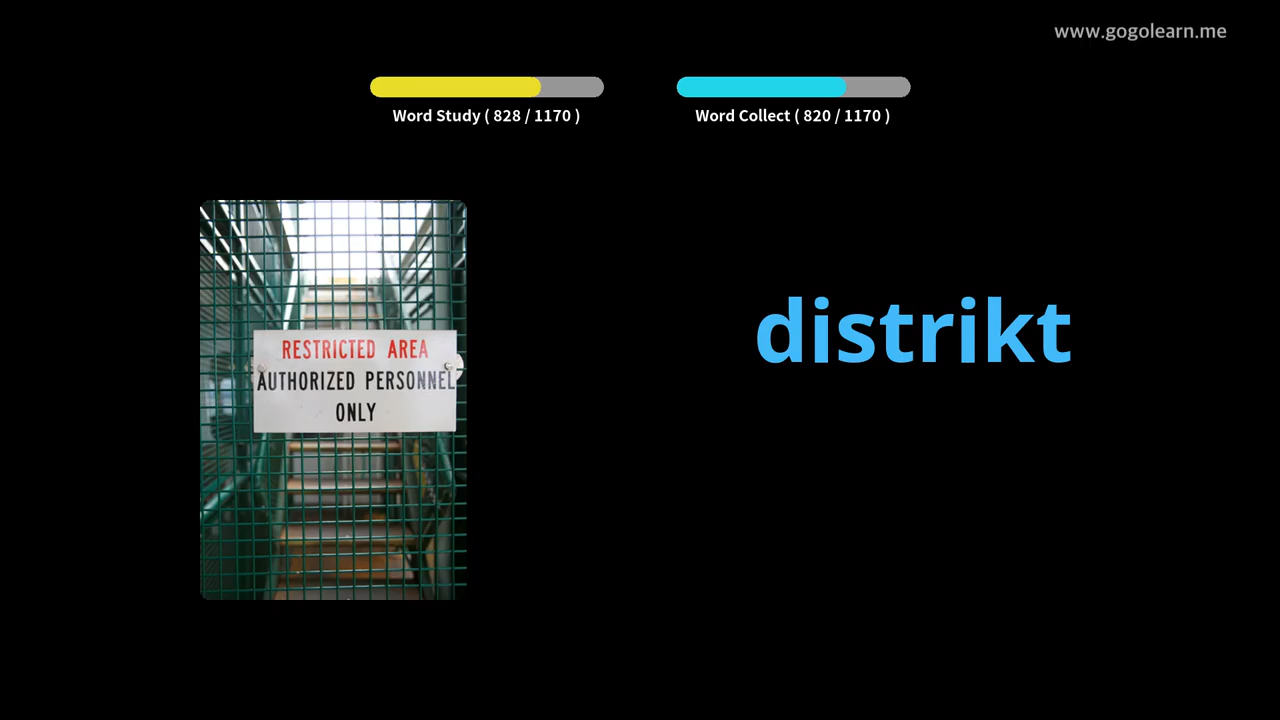 www.gogolearn.me
Word Study ( 828 / 1170 )
Word Collect ( 820 / 1170 )
RESTRICTED AREA
AUTHORIZED PERSONNEL
ONLY
distrikt